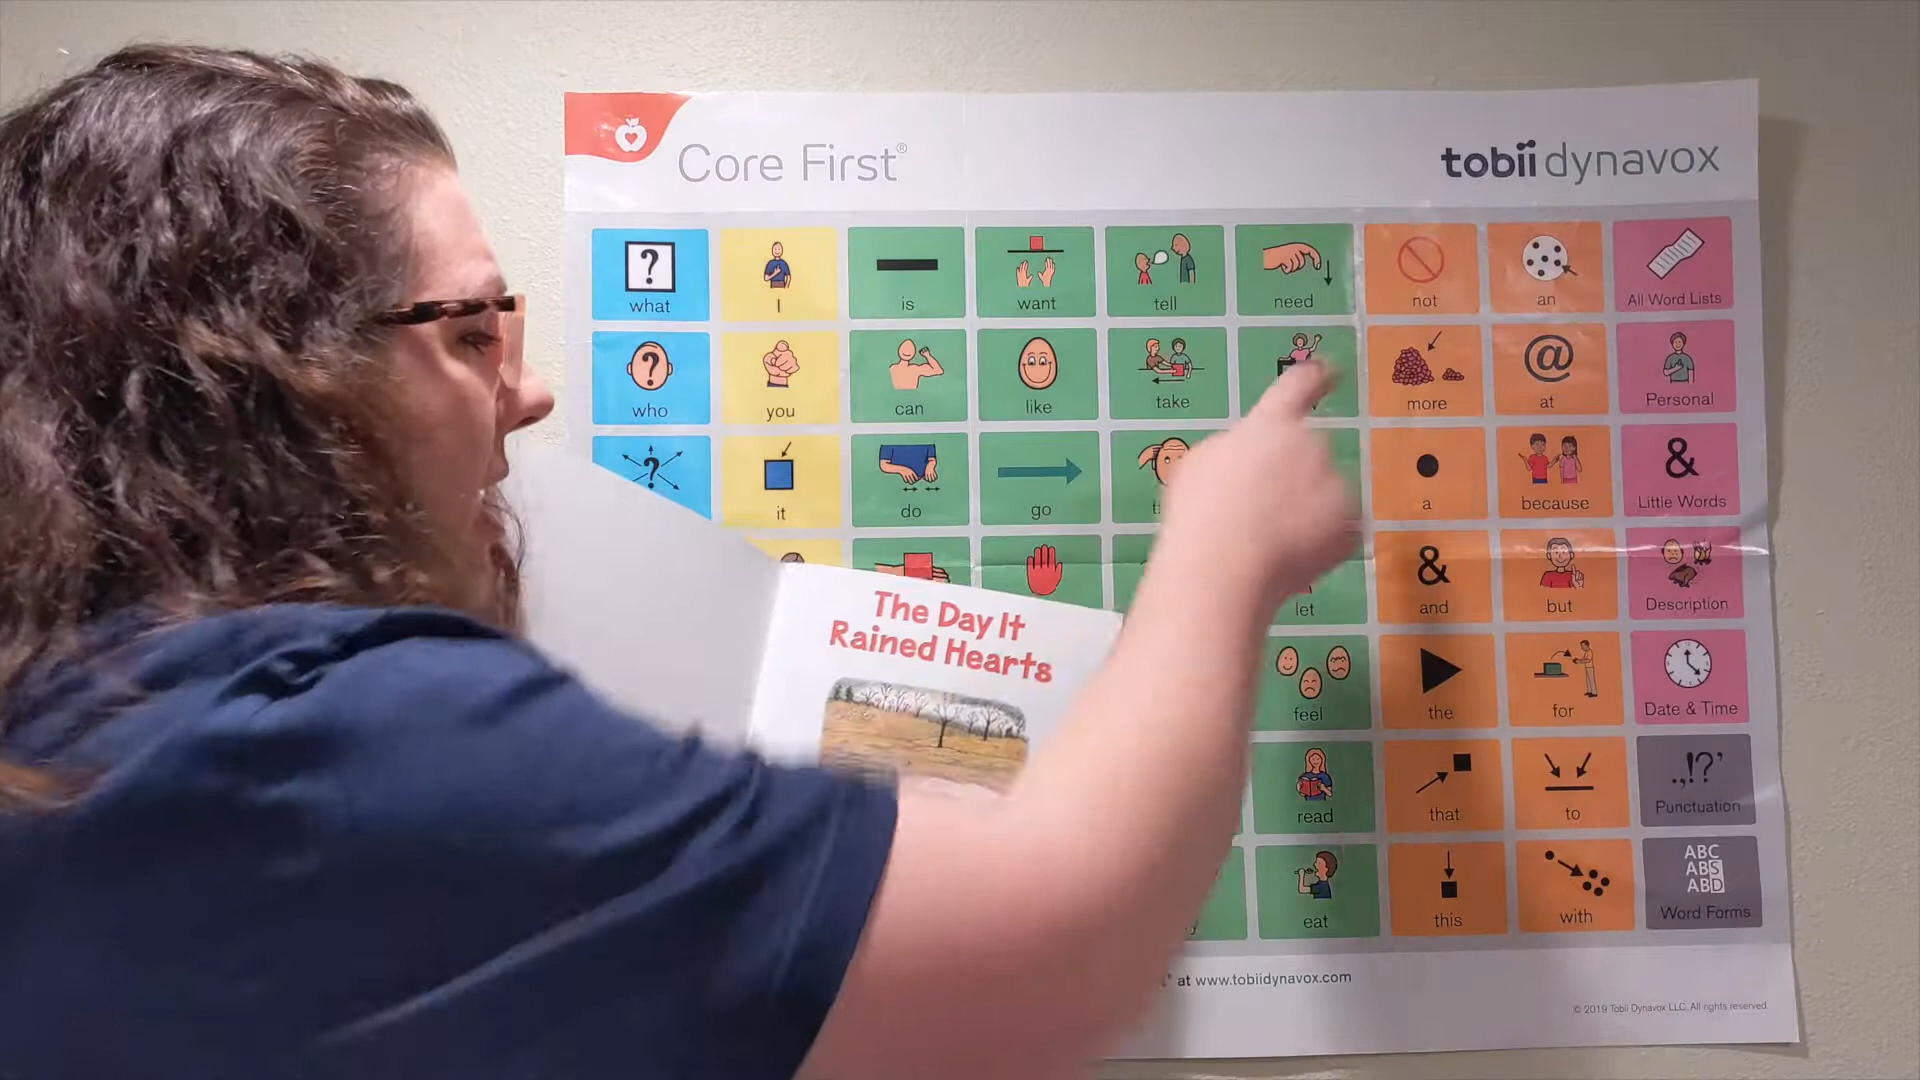 Core First®
tobii dynavox
what I is want tell need not an All Word Lists
who you can like take more at Personal
it do go a because Little Words
let and but Description
feel the for Date & Time
read that to Punctuation
eat this with Word Forms
@
&
&
.,!?’
ABC
ABS
ABD
The Day It
Rained Hearts
at www.tobiidynavox.com
© 2019 Tobii Dynavox LLC. All rights reserved.